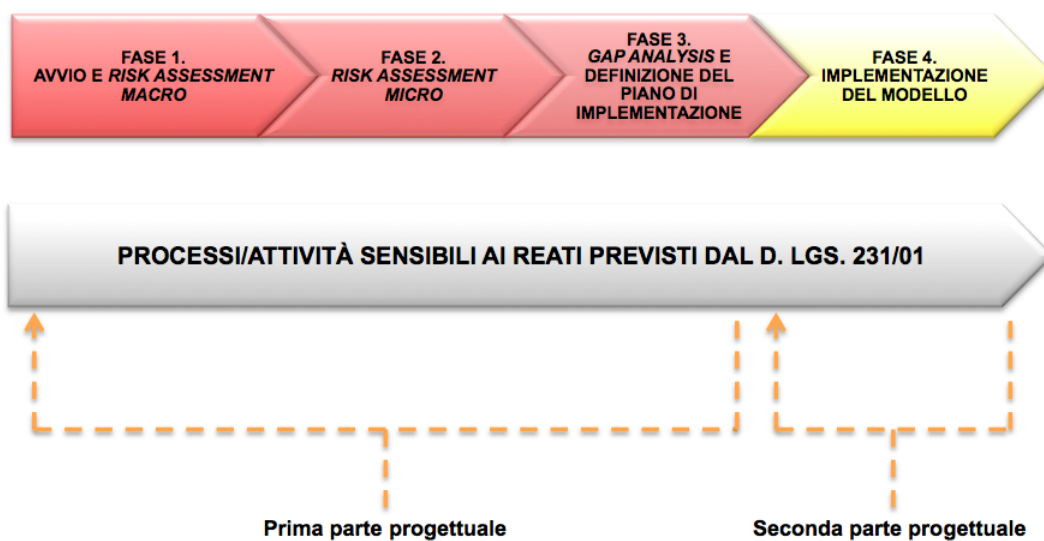 FASE 1.
AVVIO E RISK ASSESSMENT
MACRO
FASE 2.
RISK ASSESSMENT
MICRO
FASE 3.
GAP ANALYSIS E
DEFINIZIONE DEL
PIANO DI
IMPLEMENTAZIONE
FASE 4.
IMPLEMENTAZIONE
DEL MODELLO
PROCESSI/ATTIVITÀ SENSIBILI AI REATI PREVISTI DAL D. LGS. 231/01
Prima parte progettuale
Seconda parte progettuale